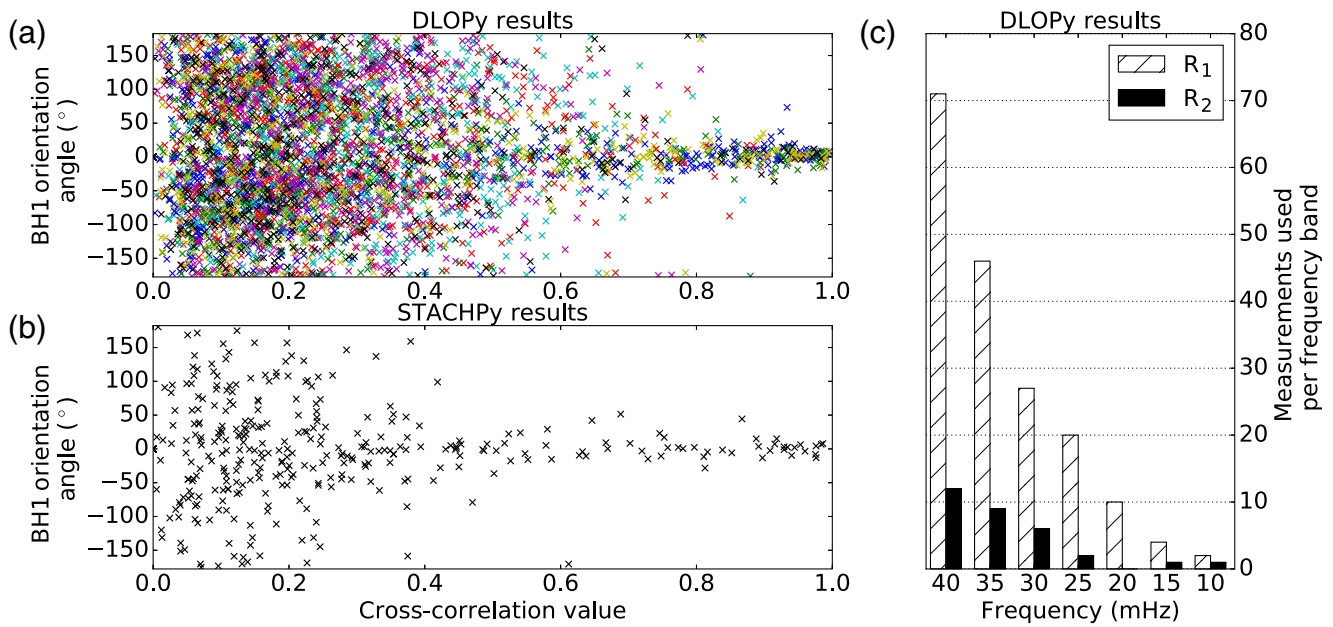 (a)
DLOPy results
BH1 orientation
angle (°)
150
100
50
0
−50
−100
−150
0.0 0.2 0.4 0.6 0.8 1.0
(b)
STACHPy results
BH1 orientation
angle (°)
150
100
50
0
−50
−100
−150
0.0 0.2 0.4 0.6 0.8 1.0
Cross-correlation value
(c)
DLOPy results
R1
R2
80
70
60
50
40
30
20
10
0
Measurements used
per frequency band
40 35 30 25 20 15 10
Frequency (mHz)